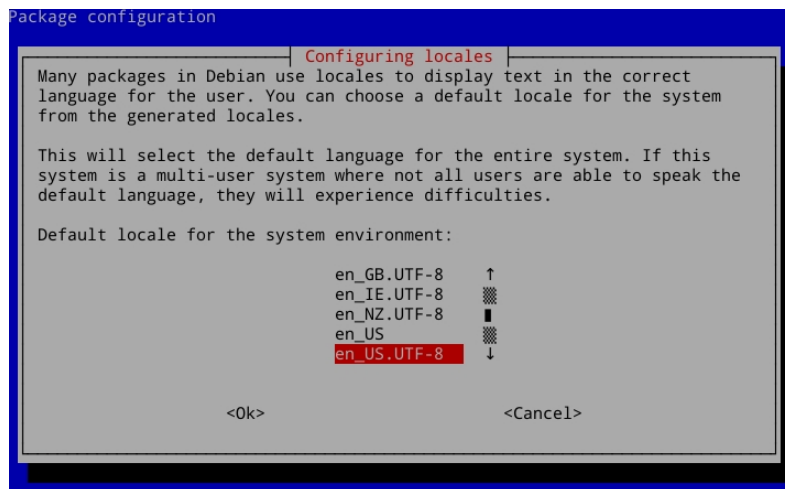 Package configuration
Configuring locales
Many packages in Debian use locales to display text in the correct
language for the user. You can choose a default locale for the system
from the generated locales.
This will select the default language for the entire system. If this
system is a multi-user system where not all users are able to speak the
default language, they will experience difficulties.
Default locale for the system environment:
en_GB.UTF-8
en_IE.UTF-8
en_NZ.UTF-8
en_US
en_US.UTF-8
<Ok> <Cancel>